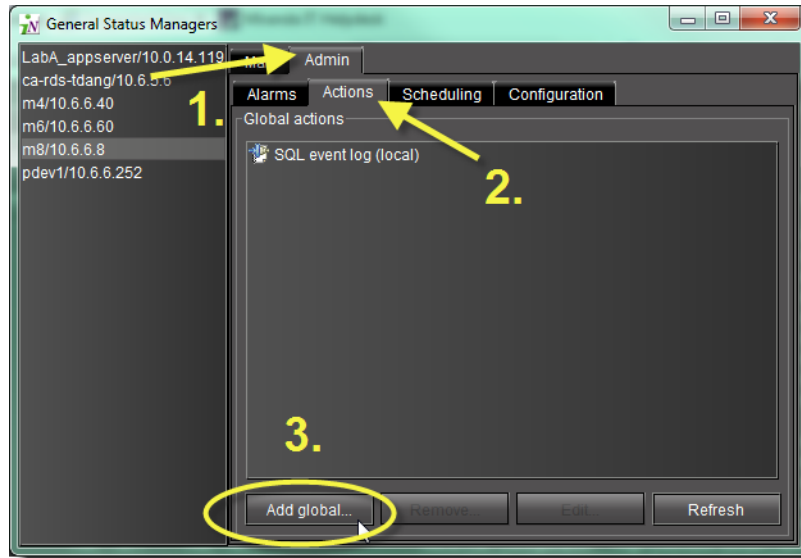 General Status Managers
LabA_appserver/10.0.14.119
ca-rds-tdang/10.6.5.6
m4/10.6.6.40
m6/10.6.6.60
m8/10.6.6.8
pdev1/10.6.6.252
1.
Admin
Alarms Actions Scheduling Configuration
Global actions
SQL event log (local)
2.
3.
Add global... Remove... Edit... Refresh